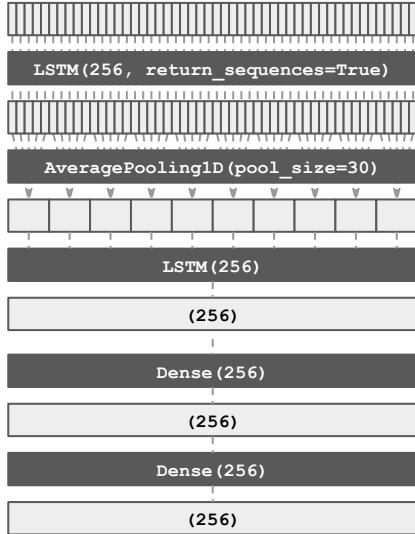 LSTM(256, return_sequences=True)
AveragePooling1D(pool_size=30)
LSTM(256)
(256)
Dense(256)
(256)
Dense(256)
(256)